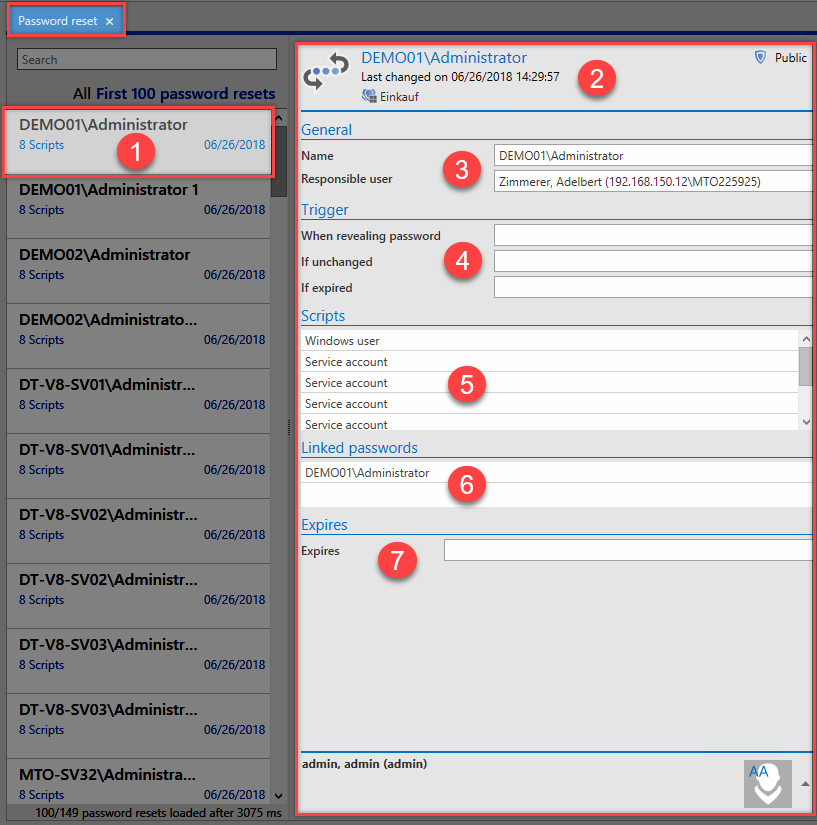 Password reset ×
Search
All First 100 password resets
DEMO01\Administrator
8 Scripts 06/26/2018
1
DEMO01\Administrator 1
8 Scripts 06/26/2018
DEMO02\Administrator
8 Scripts 06/26/2018
DEMO02\Administrato...
8 Scripts 06/26/2018
DT-V8-SV01\Administr...
8 Scripts 06/26/2018
DT-V8-SV01\Administr...
8 Scripts 06/26/2018
DT-V8-SV02\Administr...
8 Scripts 06/26/2018
DT-V8-SV02\Administr...
8 Scripts 06/26/2018
DT-V8-SV03\Administr...
8 Scripts 06/26/2018
DT-V8-SV03\Administr...
8 Scripts 06/26/2018
MTO-SV32\Administra...
8 Scripts 06/26/2018
100/149 password resets loaded after 3075 ms
DEMO01\Administrator
Public
Last changed on 06/26/2018 14:29:57
2
Einkauf
General
Name DEMO01\Administrator
3
Responsible user Zimmerer, Adelbert (192.168.150.12\MTO225925)
Trigger
When revealing password
If unchanged
4
If expired
Scripts
Windows user
Service account
Service account
5
Service account
Service account
Linked passwords
DEMO01\Administrator
6
Expires
Expires
7
admin, admin (admin)
AA